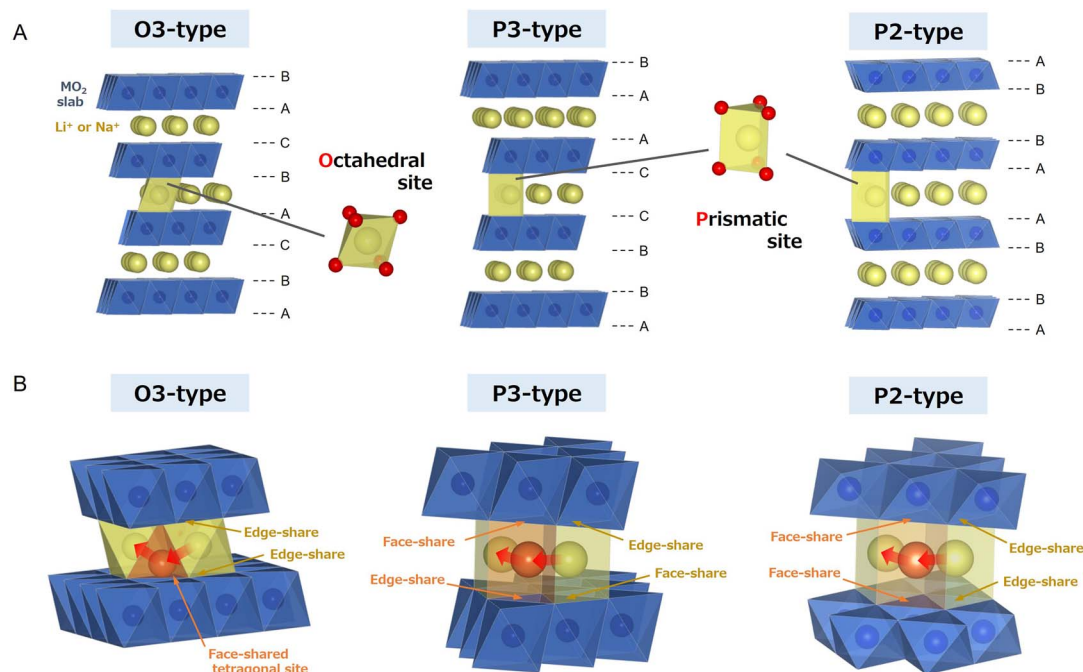 A
O3-type
P3-type
P2-type
MO₂
slab
Li⁺ or Na⁺
--- B
--- A
--- C
--- B
--- A
--- C
--- B
--- A
Octahedral
site
--- B
--- A
--- A
--- C
--- C
--- B
--- B
--- A
Prismatic
site
--- A
--- B
--- B
--- A
--- A
--- B
--- B
--- A
B
O3-type
P3-type
P2-type
Edge-share
Edge-share
Face-shared
tetragonal site
Face-share
Edge-share
Edge-share
Face-share
Face-share
Face-share
Edge-share
Edge-share